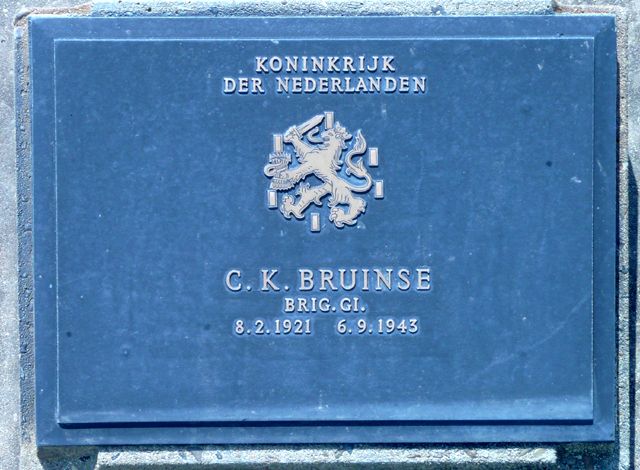 KONINKRIJK
DER NEDERLANDEN
C. K. BRUINSE
BRIG. GI.
8.2.1921 6.9.1943